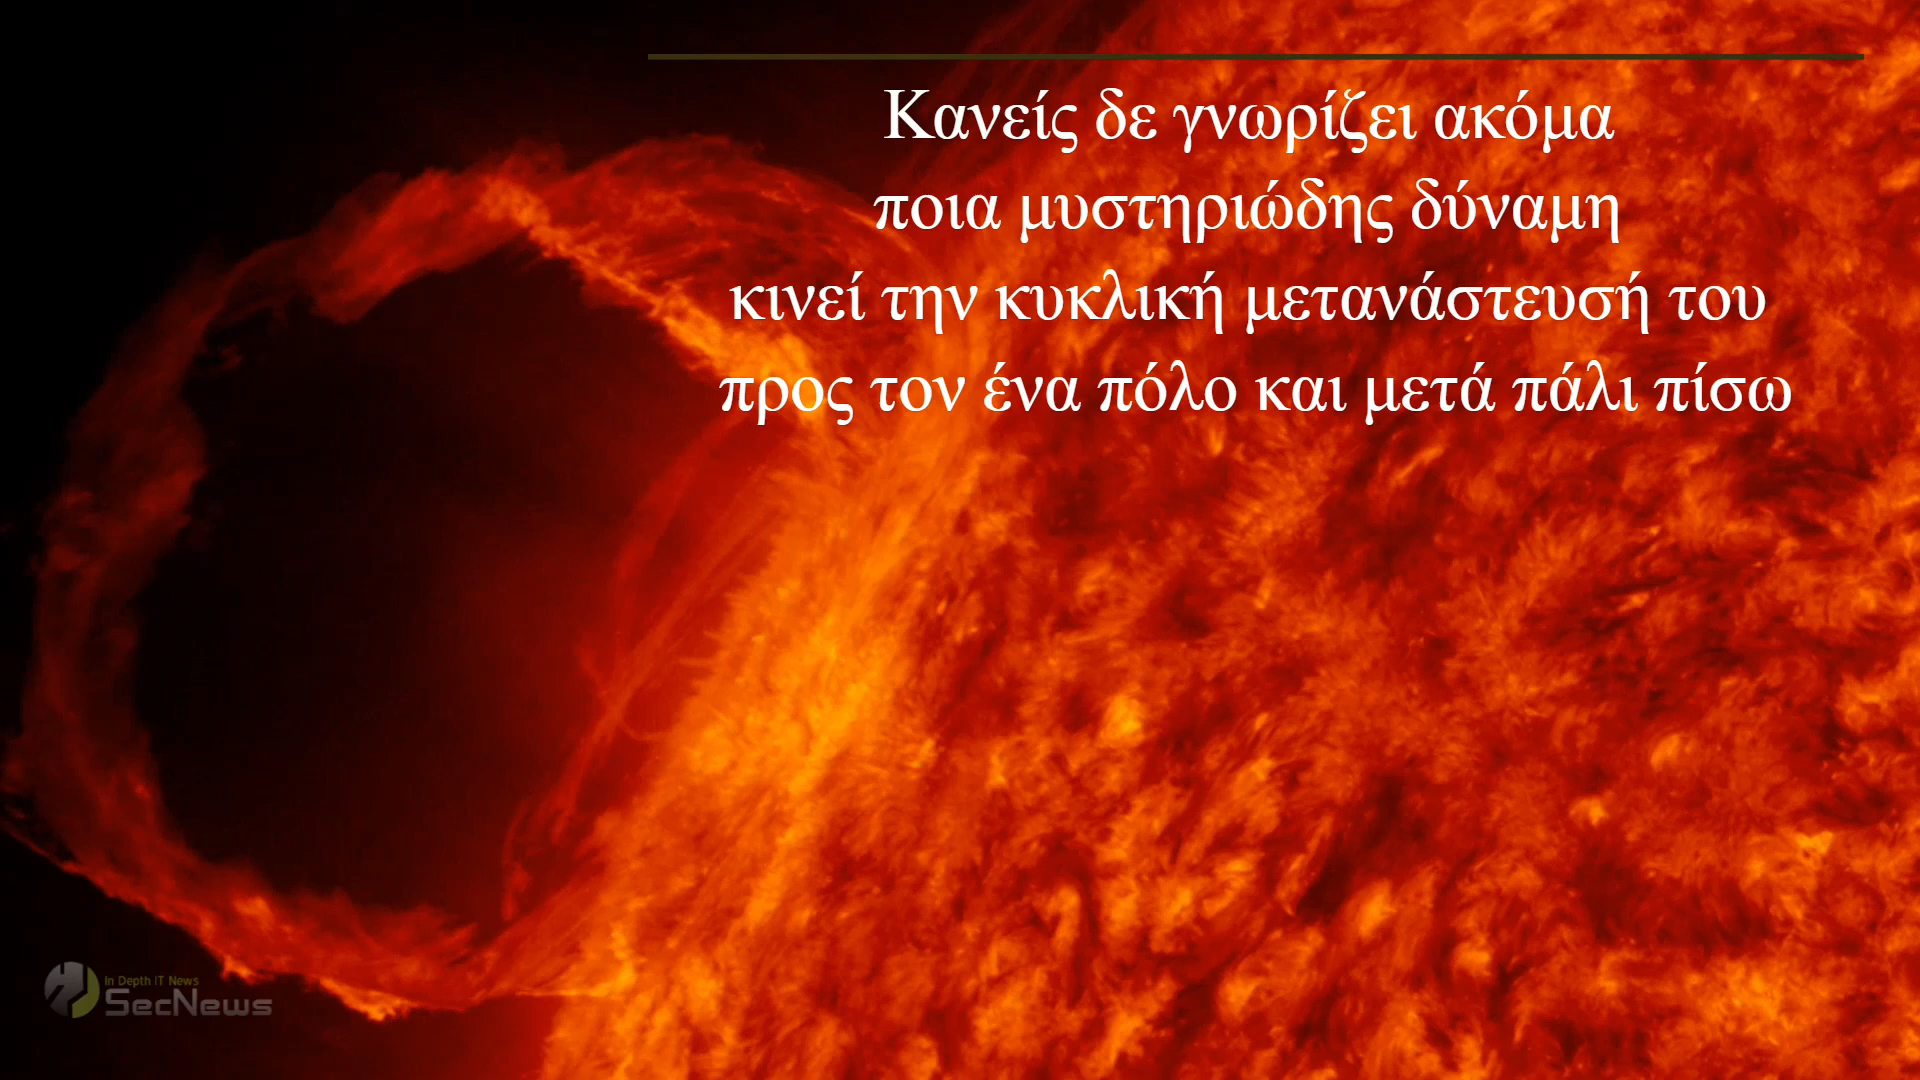 Κανείς δε γνωρίζει ακόμα
ποια μυστηριώδης δύναμη
κινεί την κυκλική μετανάστευσή του
προς τον ένα πόλο και μετά πάλι πίσω
In Depth IT News
SecNews